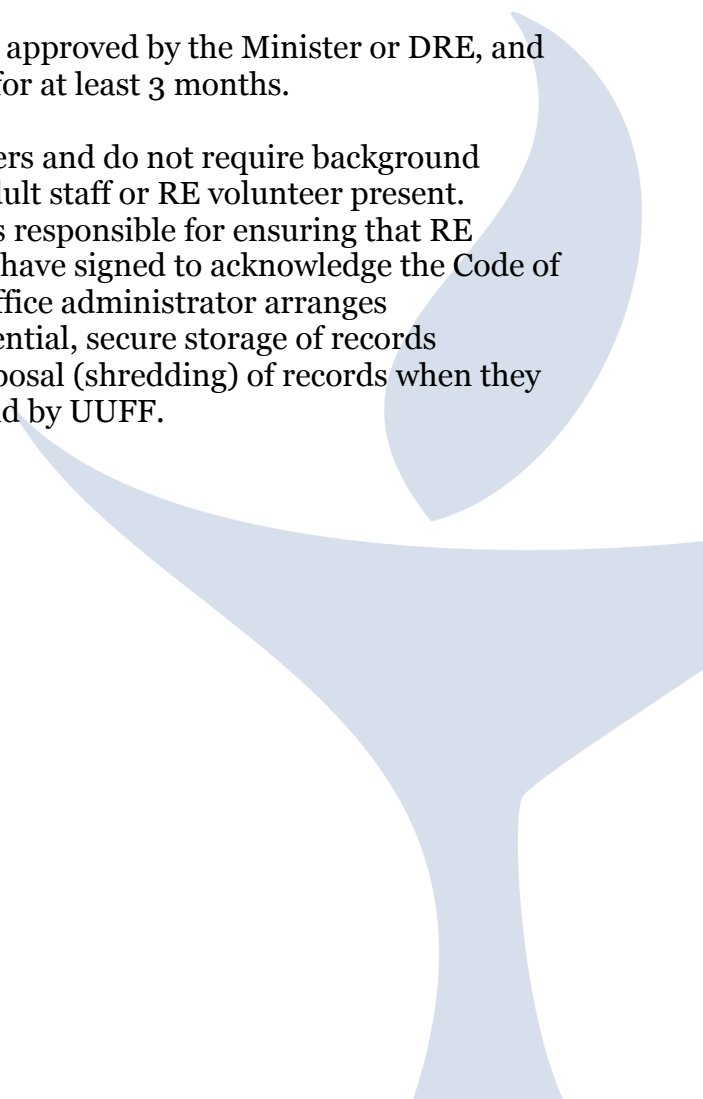 approved by the Minister or DRE, and
for at least 3 months.
ers and do not require background
dult staff or RE volunteer present.
s responsible for ensuring that RE
have signed to acknowledge the Code of
ffice administrator arranges
ential, secure storage of records
posal (shredding) of records when they
d by UUFF.